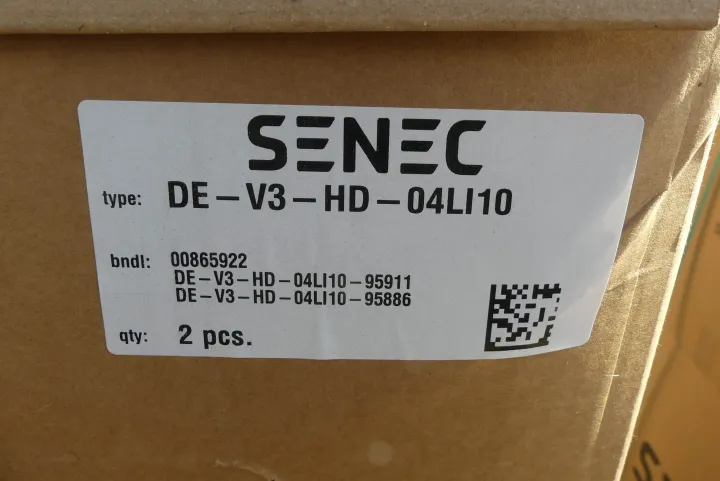 SENEC
type: DE-V3-HD-04LI10
bndl: 00865922
DE-V3-HD-04LI10-95911
DE-V3-HD-04LI10-95886
qty: 2 pcs.